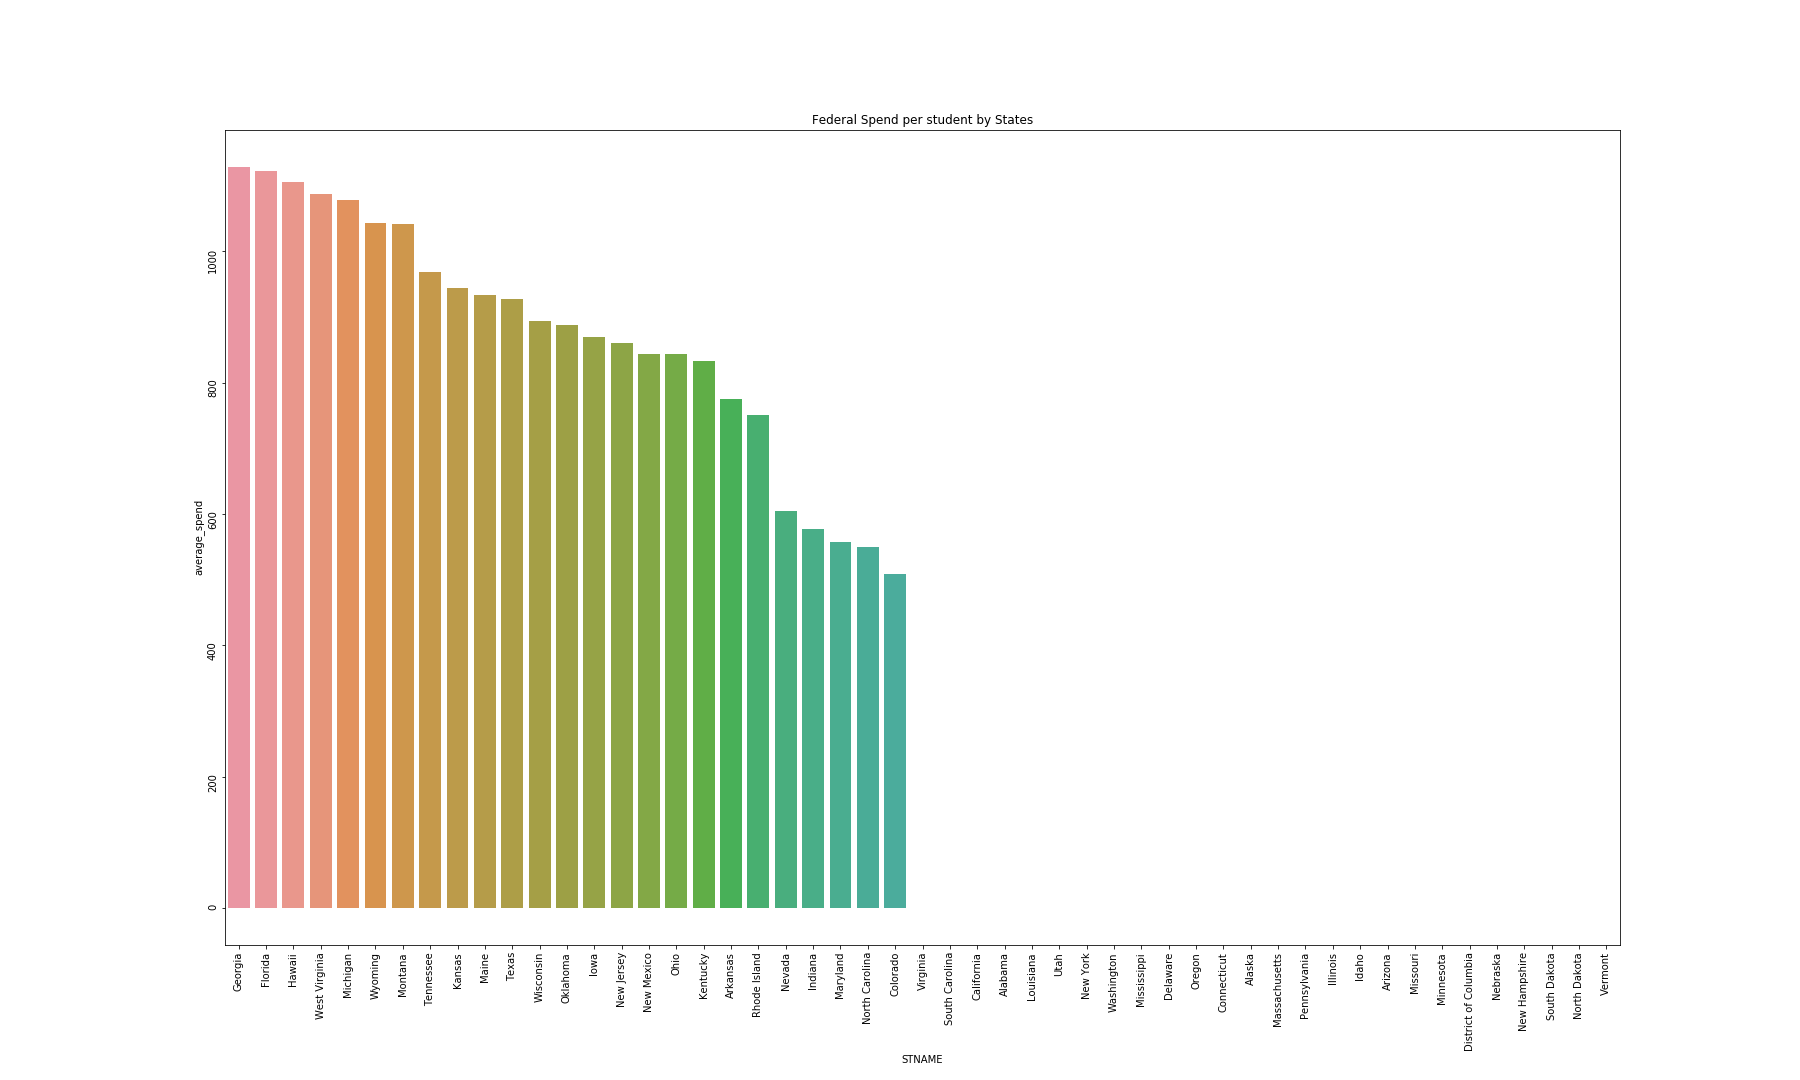 Federal Spend per student by States
1000
800
600
400
200
0
average_spend
Georgia
Florida
Hawaii
West Virginia
Michigan
Wyoming
Montana
Tennessee
Kansas
Maine
Texas
Wisconsin
Oklahoma
Iowa
New Jersey
New Mexico
Ohio
Kentucky
Arkansas
Rhode Island
Nevada
Indiana
Maryland
North Carolina
Colorado
Virginia
South Carolina
California
Alabama
Louisiana
Utah
New York
Washington
Mississippi
Delaware
Oregon
Connecticut
Alaska
Massachusetts
Pennsylvania
Illinois
Idaho
Arizona
Missouri
Minnesota
District of Columbia
Nebraska
New Hampshire
South Dakota
North Dakota
Vermont
STNAME